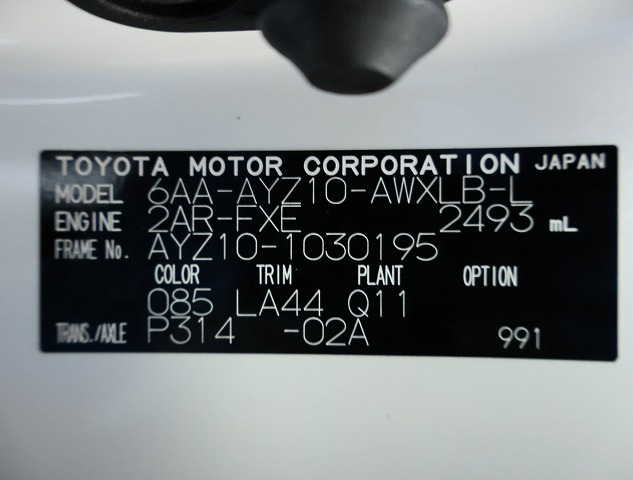 TOYOTA MOTOR CORPORATION JAPAN
MODEL 6AA-AYZ10-AWXLB-L
ENGINE 2AR-FXE 2493 mL
FRAME No. AYZ10-1030195
COLOR TRIM PLANT OPTION
085 LA44 Q11
TRANS./AXLE P314 -02A 991